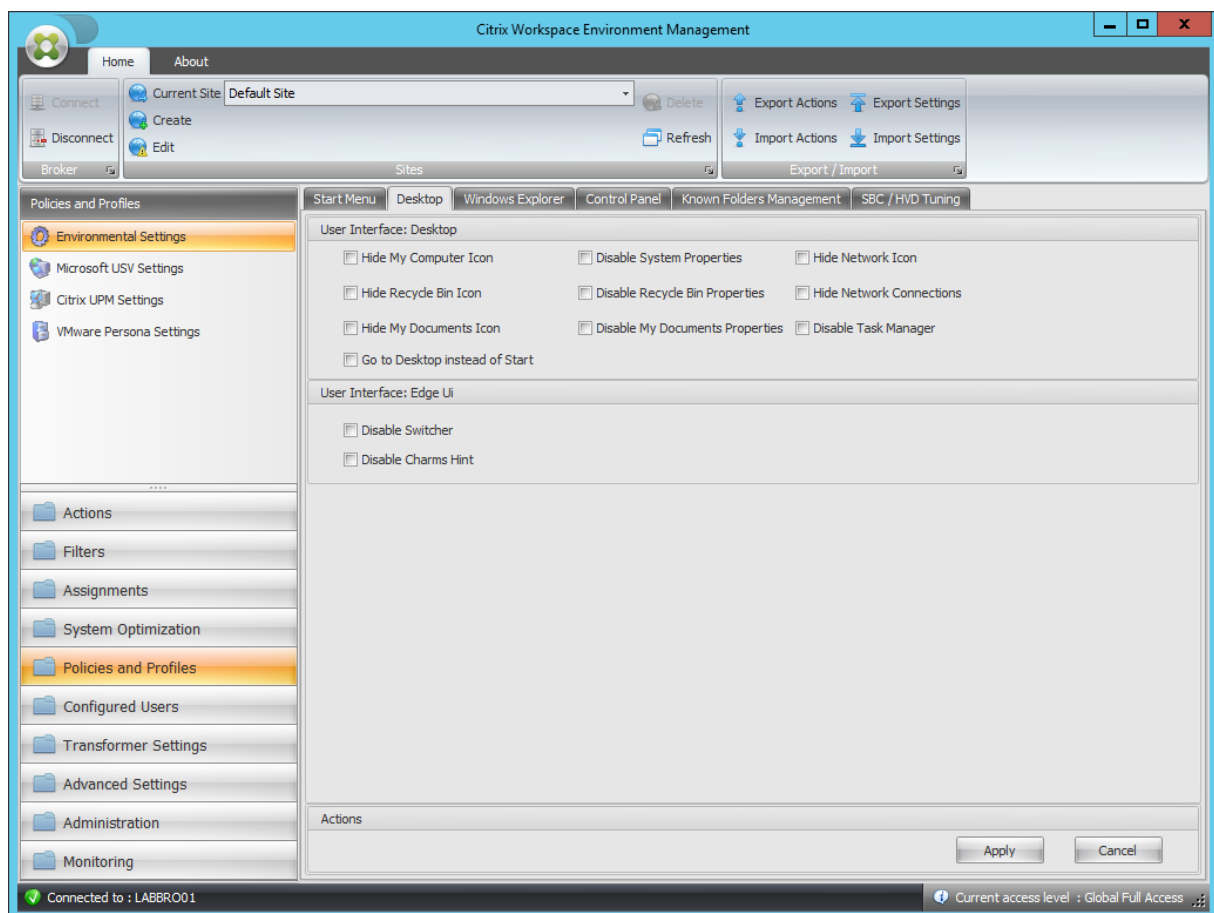 Citrix Workspace Environment Management
Home About
Connect
Disconnect
Broker
Current Site Default Site
Create
Edit
Delete
Refresh
Sites
Export Actions Export Settings
Import Actions Import Settings
Export / Import
Policies and Profiles
Environmental Settings
Microsoft USV Settings
Citrix UPM Settings
VMware Persona Settings
Actions
Filters
Assignments
System Optimization
Policies and Profiles
Configured Users
Transformer Settings
Advanced Settings
Administration
Monitoring
Start Menu Desktop Windows Explorer Control Panel Known Folders Management SBC / HVD Tuning
User Interface: Desktop
Hide My Computer Icon Disable System Properties Hide Network Icon
Hide Recycle Bin Icon Disable Recycle Bin Properties Hide Network Connections
Hide My Documents Icon Disable My Documents Properties Disable Task Manager
Go to Desktop instead of Start
User Interface: Edge Ui
Disable Switcher
Disable Charms Hint
Actions
Apply Cancel
Connected to : LABBRO01
Current access level : Global Full Access